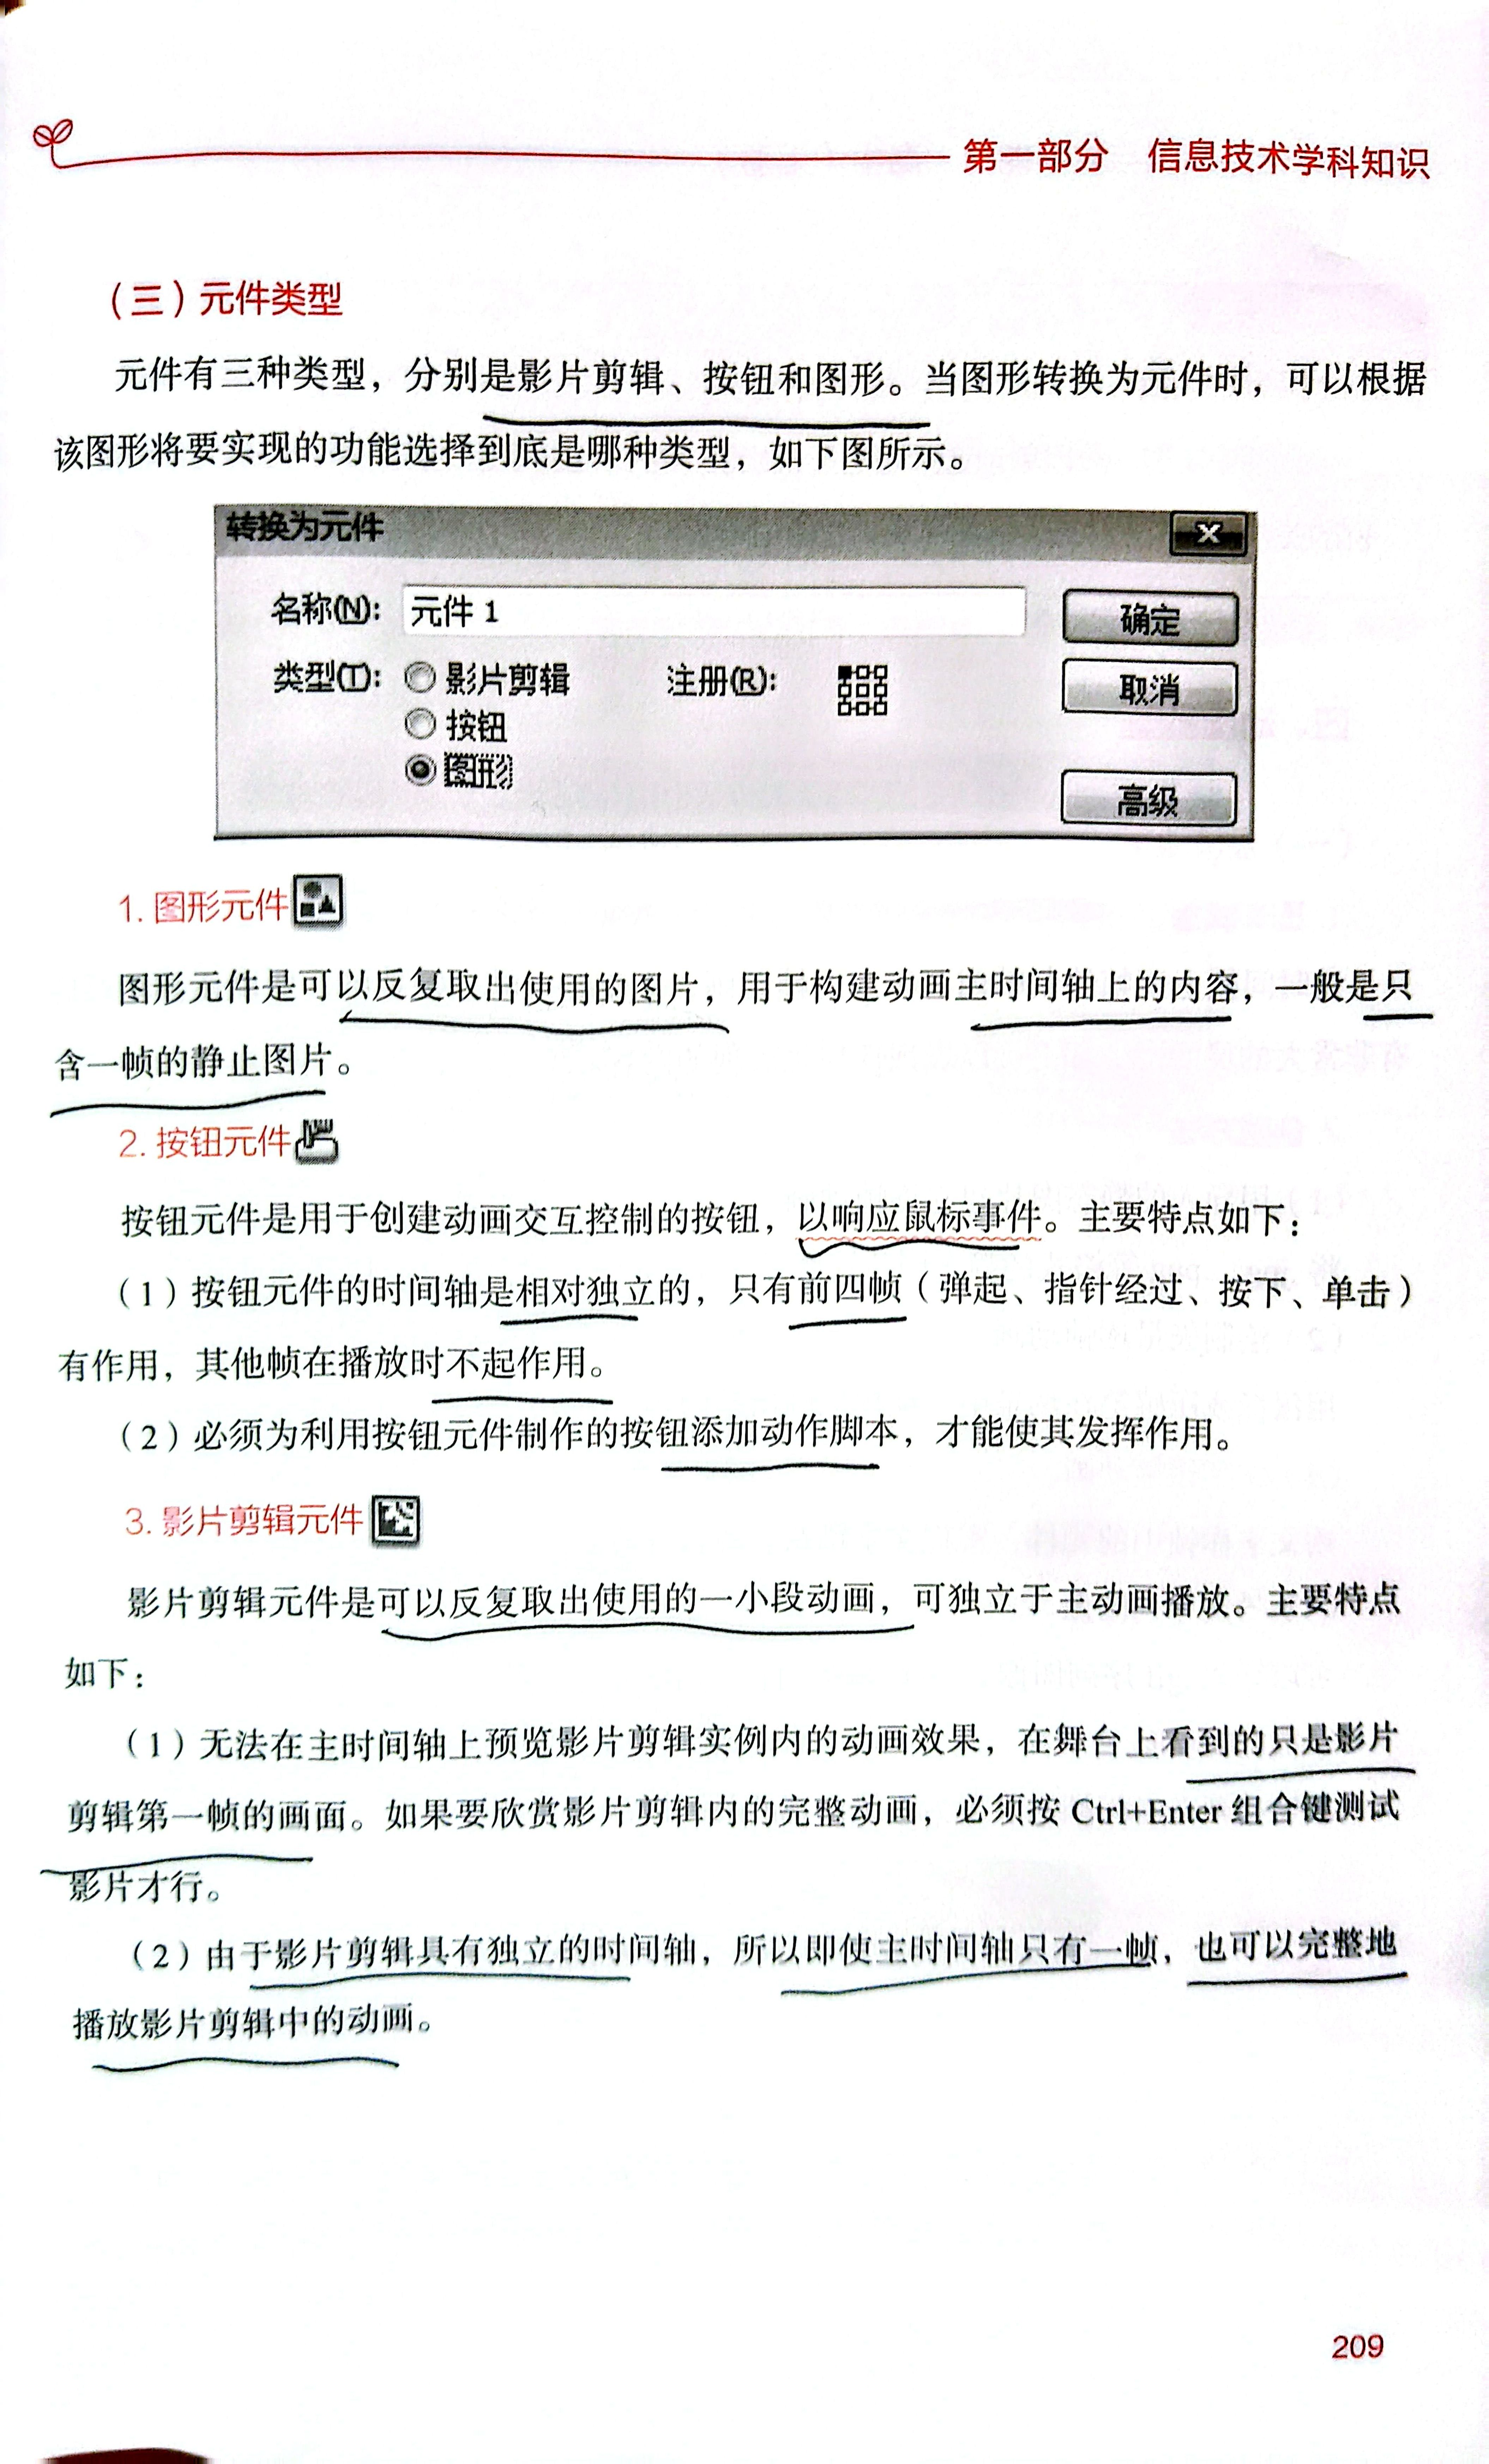 第一部分 信息技术学科知识
（三）元件类型
元件有三种类型，分别是影片剪辑、按钮和图形。当图形转换为元件时，可以根据
该图形将要实现的功能选择到底是哪种类型，如下图所示。
转换为元件
名称(N): 元件 1 确定
类型(T): 影片剪辑 注册(R): 取消
按钮
图形
高级
1. 图形元件
图形元件是可以反复取出使用的图片，用于构建动画主时间轴上的内容，一般是只
含一帧的静止图片。
2. 按钮元件
按钮元件是用于创建动画交互控制的按钮，以响应鼠标事件。主要特点如下：
（1）按钮元件的时间轴是相对独立的，只有前四帧（弹起、指针经过、按下、单击）
有作用，其他帧在播放时不起作用。
（2）必须为利用按钮元件制作的按钮添加动作脚本，才能使其发挥作用。
3. 影片剪辑元件
影片剪辑元件是可以反复取出使用的一小段动画，可独立于主动画播放。主要特点
如下：
（1）无法在主时间轴上预览影片剪辑实例内的动画效果，在舞台上看到的只是影片
剪辑第一帧的画面。如果要欣赏影片剪辑内的完整动画，必须按 Ctrl+Enter 组合键测试
影片才行。
（2）由于影片剪辑具有独立的时间轴，所以即使主时间轴只有一帧，也可以完整地
播放影片剪辑中的动画。
209